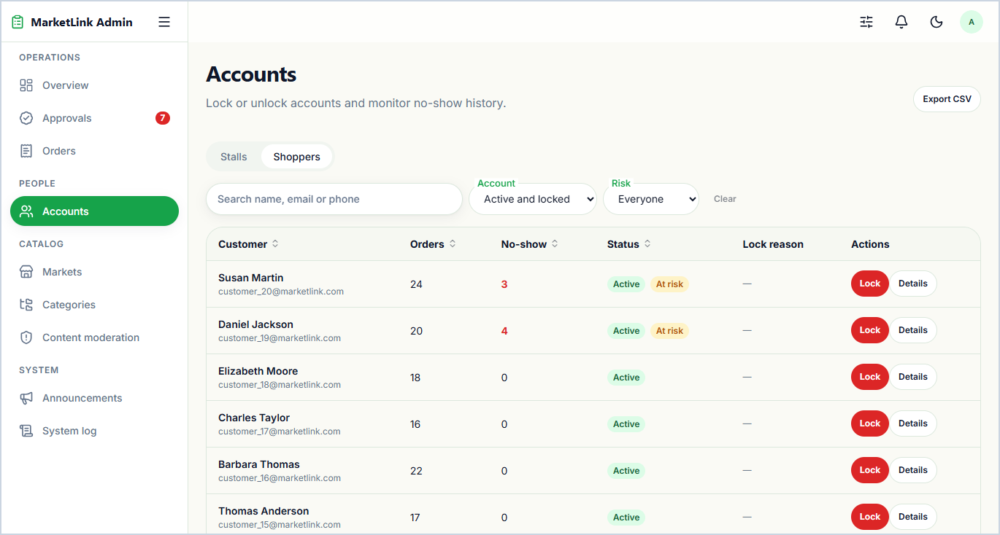 MarketLink Admin
A
OPERATIONS
Overview
Approvals 7
Orders
PEOPLE
Accounts
CATALOG
Markets
Categories
Content moderation
SYSTEM
Announcements
System log
Accounts
Lock or unlock accounts and monitor no-show history.
Export CSV
Stalls Shoppers
Search name, email or phone
Account
Active and locked
Risk
Everyone
Clear
Customer Orders No-show Status Lock reason Actions
Susan Martin
customer_20@marketlink.com
24 3 Active At risk — Lock Details
Daniel Jackson
customer_19@marketlink.com
20 4 Active At risk — Lock Details
Elizabeth Moore
customer_18@marketlink.com
18 0 Active — Lock Details
Charles Taylor
customer_17@marketlink.com
16 0 Active — Lock Details
Barbara Thomas
customer_16@marketlink.com
22 0 Active — Lock Details
Thomas Anderson
customer_15@marketlink.com
17 0 Active — Lock Details